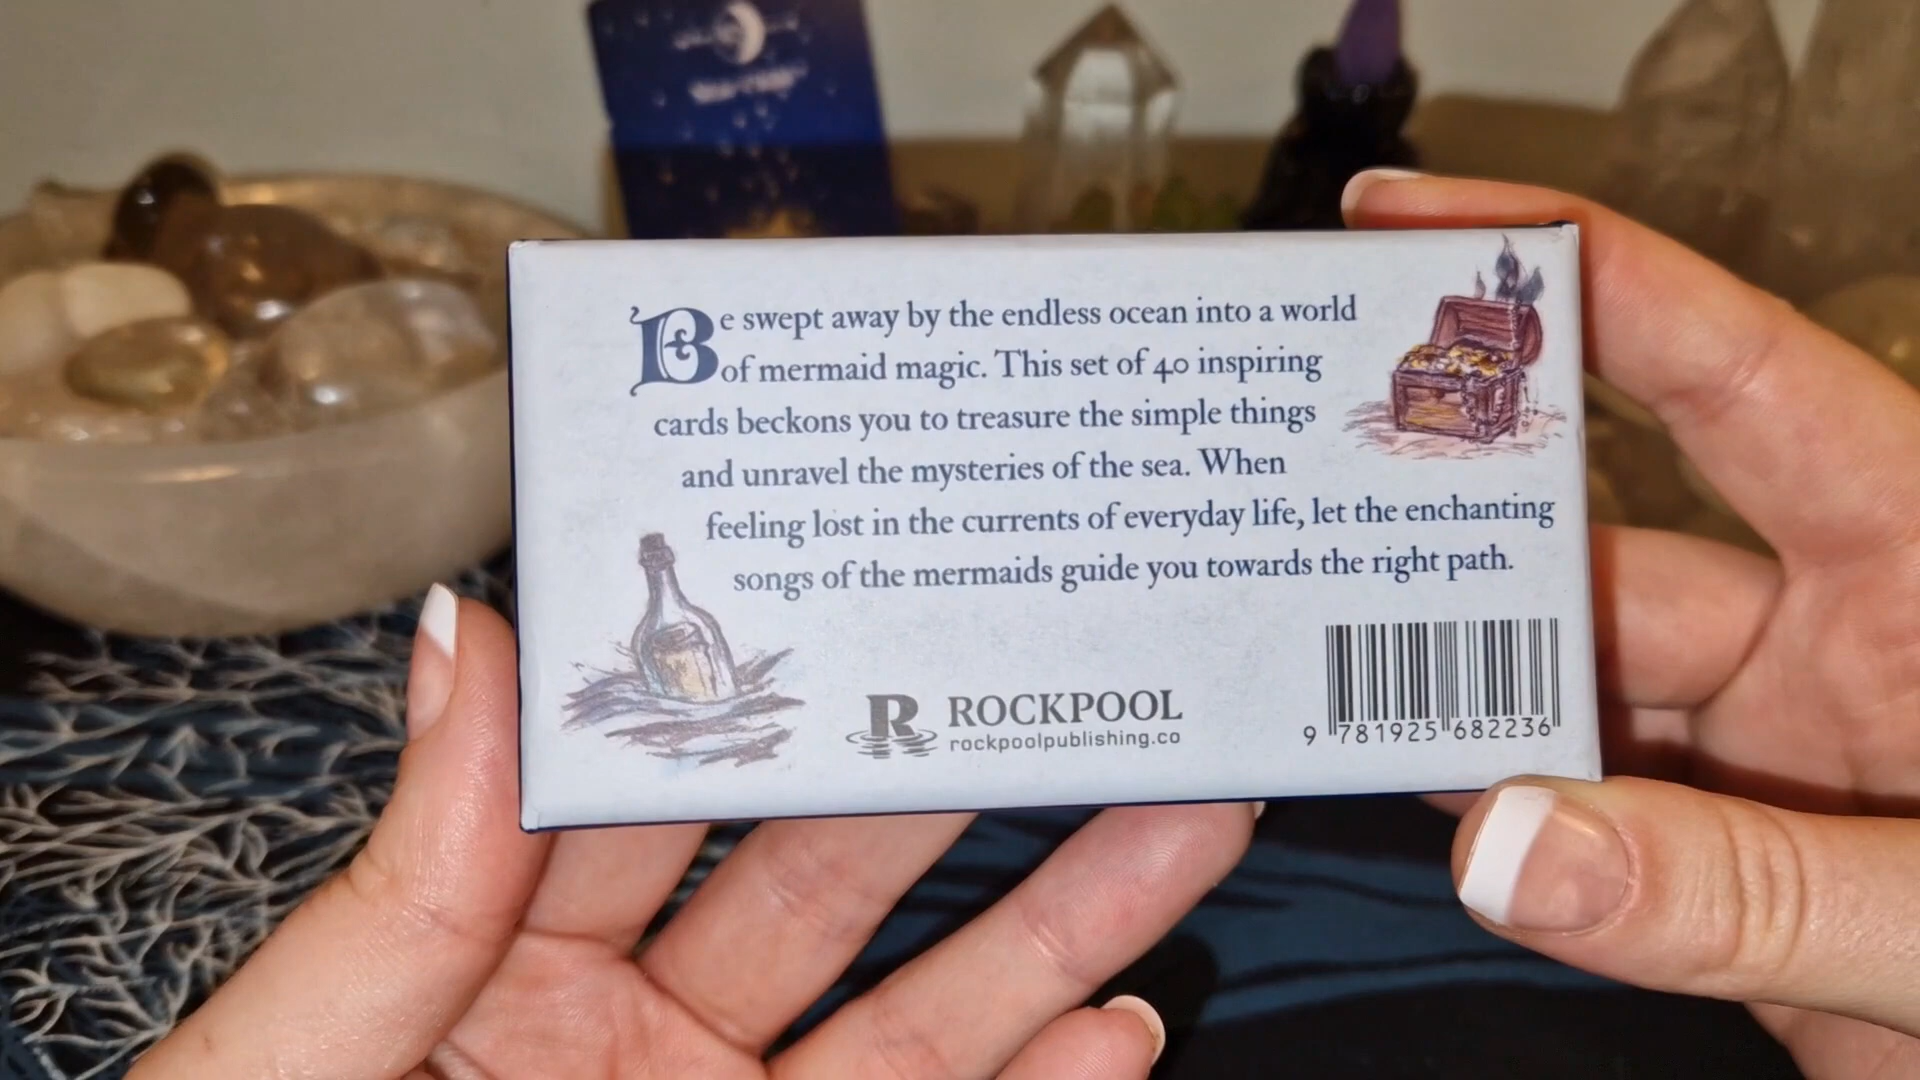 Be swept away by the endless ocean into a world
of mermaid magic. This set of 40 inspiring
cards beckons you to treasure the simple things
and unravel the mysteries of the sea. When
feeling lost in the currents of everyday life, let the enchanting
songs of the mermaids guide you towards the right path.
R ROCKPOOL
rockpoolpublishing.co
9 781925 682236